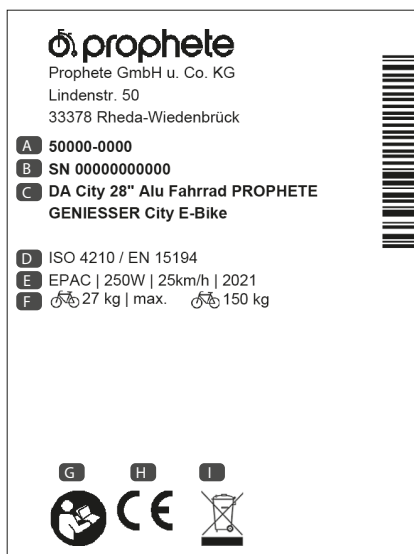 prophete
Prophete GmbH u. Co. KG
Lindenstr. 50
33378 Rheda-Wiedenbrück
A 50000-0000
B SN 00000000000
C DA City 28" Alu Fahrrad PROPHETE
GENIESSER City E-Bike
D ISO 4210 / EN 15194
E EPAC | 250W | 25km/h | 2021
F 27 kg | max. 150 kg
G H I
CE